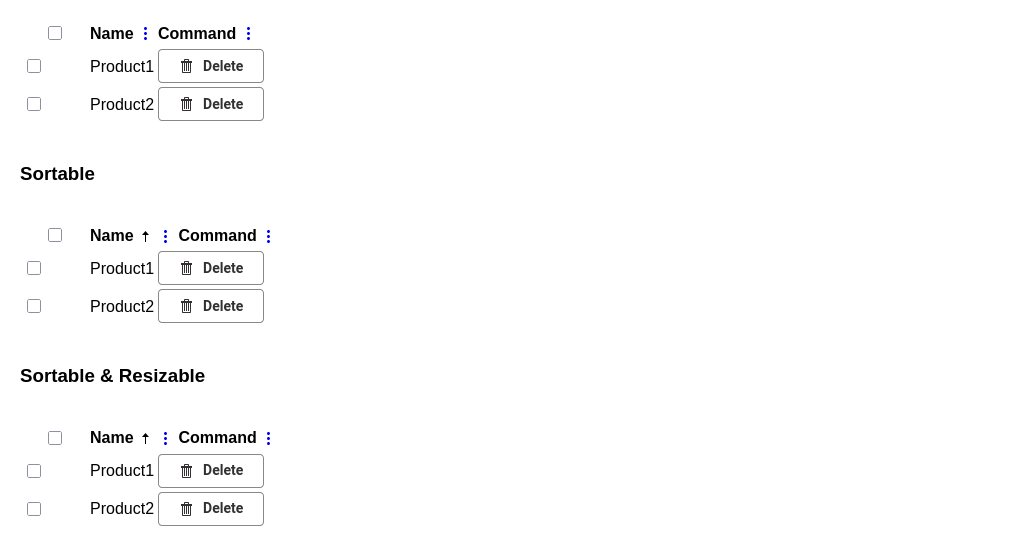 Name Command
Product1 Delete
Product2 Delete
Sortable
Name Command
Product1 Delete
Product2 Delete
Sortable & Resizable
Name Command
Product1 Delete
Product2 Delete